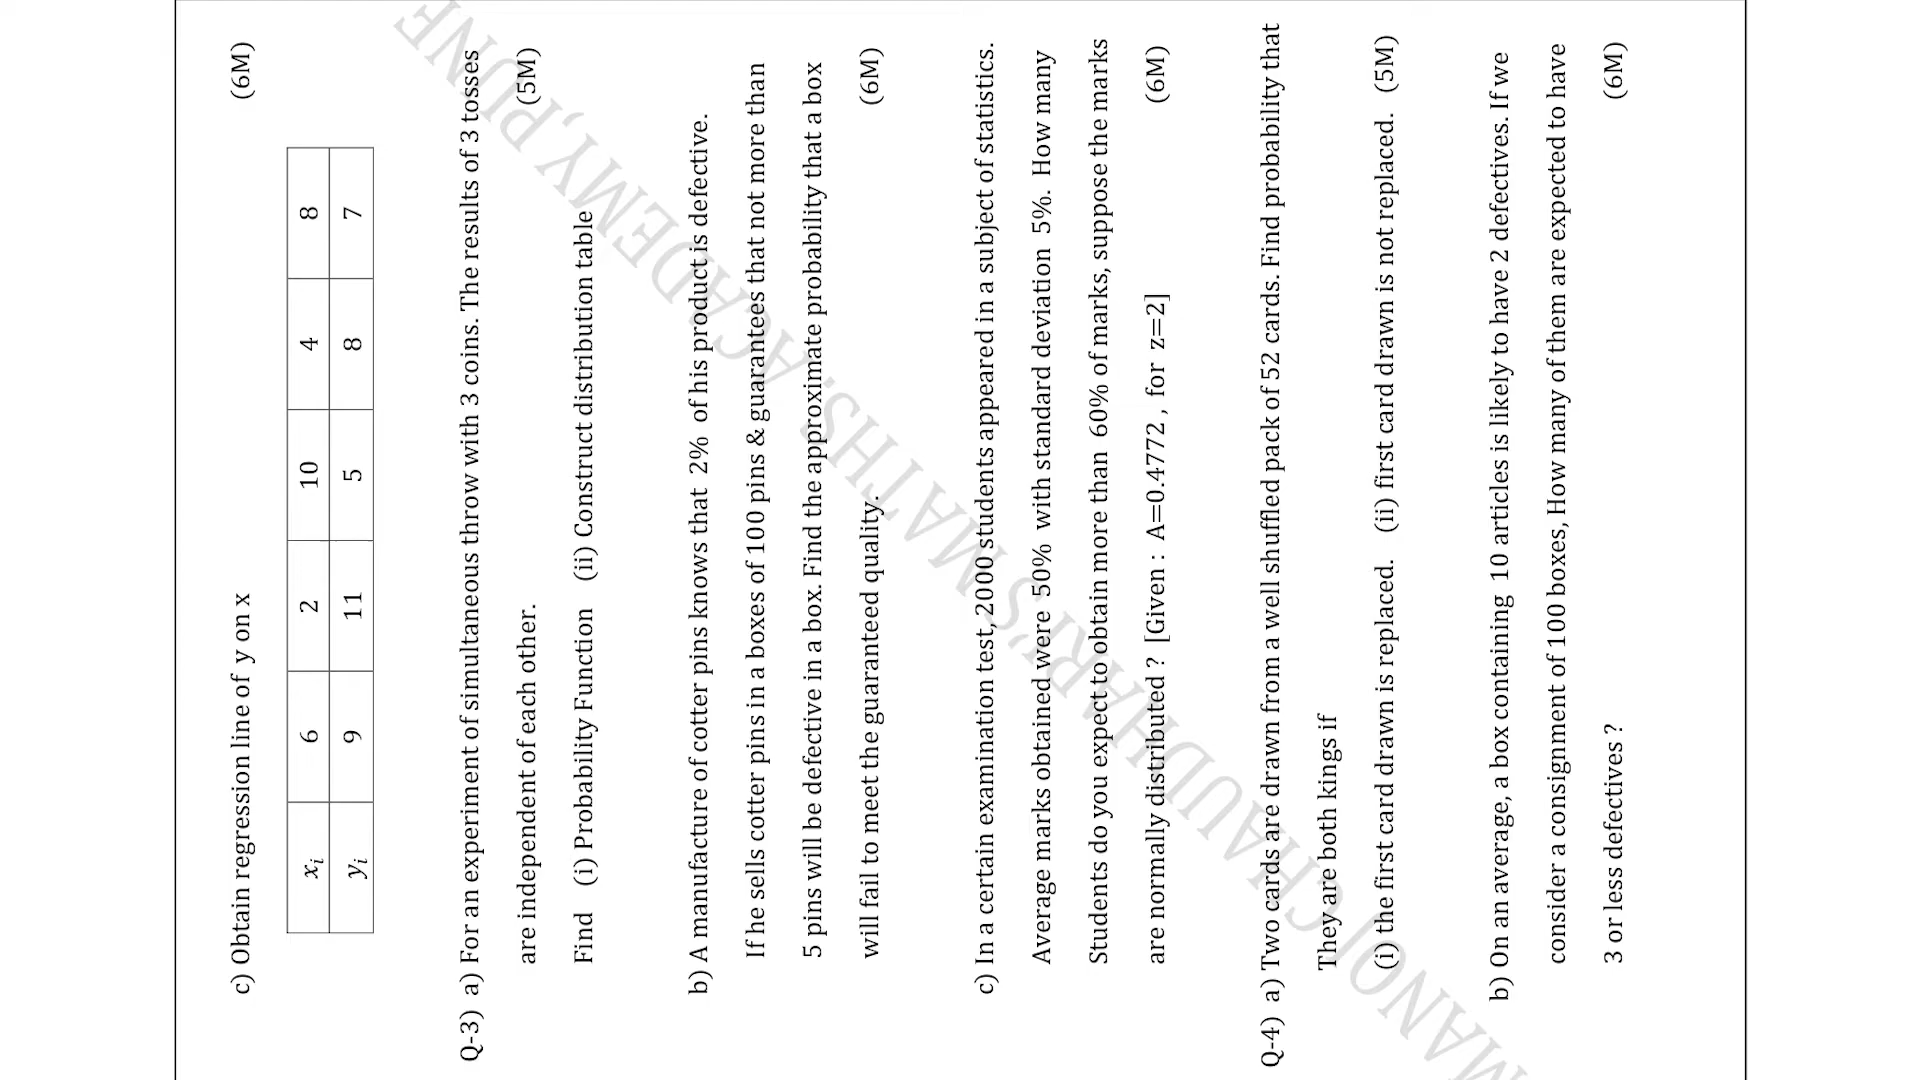 c) Obtain regression line of y on x (6M)
xᵢ 6 2 10 4 8
yᵢ 9 11 5 8 7
Q-3) a) For an experiment of simultaneous throw with 3 coins. The results of 3 tosses
are independent of each other. (5M)
Find (i) Probability Function (ii) Construct distribution table
b) A manufacture of cotter pins knows that 2% of his product is defective.
If he sells cotter pins in a boxes of 100 pins & guarantees that not more than
5 pins will be defective in a box. Find the approximate probability that a box
will fail to meet the guaranteed quality. (6M)
c) In a certain examination test, 2000 students appeared in a subject of statistics.
Average marks obtained were 50% with standard deviation 5%. How many
Students do you expect to obtain more than 60% of marks, suppose the marks
are normally distributed ? [Given : A=0.4772 , for z=2] (6M)
Q-4) a) Two cards are drawn from a well shuffled pack of 52 cards. Find probability that
They are both kings if
(i) the first card drawn is replaced. (ii) first card drawn is not replaced. (5M)
b) On an average, a box containing 10 articles is likely to have 2 defectives. If we
consider a consignment of 100 boxes, How many of them are expected to have
3 or less defectives ? (6M)
MANOJ CHAUDHARI'S MATHS. ACADEMY, PUNE